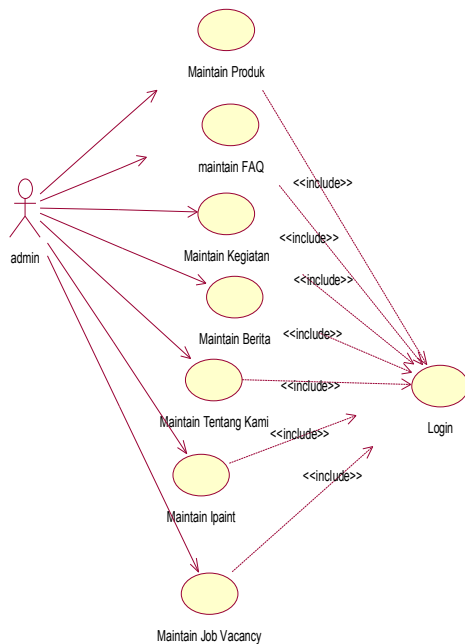 Maintain Produk
maintain FAQ
<<include>>
admin
Maintain Kegiatan
<<include>>
<<include>>
Maintain Berita
<<include>>
<<include>>
Maintain Tentang Kami
Login
<<include>>
<<include>>
Maintain Ipaint
Maintain Job Vacancy